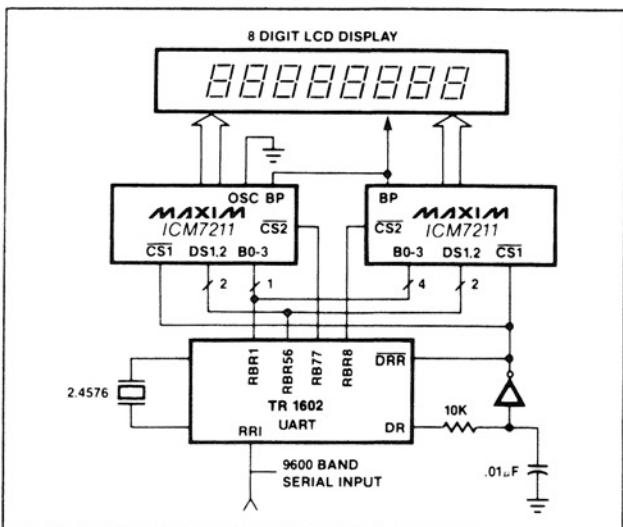 8 DIGIT LCD DISPLAY
OSC BP
MAXIM
ICM7211
CS2
CS1 DS1,2 B0-3
BP
MAXIM
ICM7211
CS2
B0-3 DS1,2 CS1
2
1
4
2
RBR1
RBR56
RB77
RBR8
DRR
2.4576
TR 1602
UART
RRI
DR
10K
.01μF
9600 BAND
SERIAL INPUT